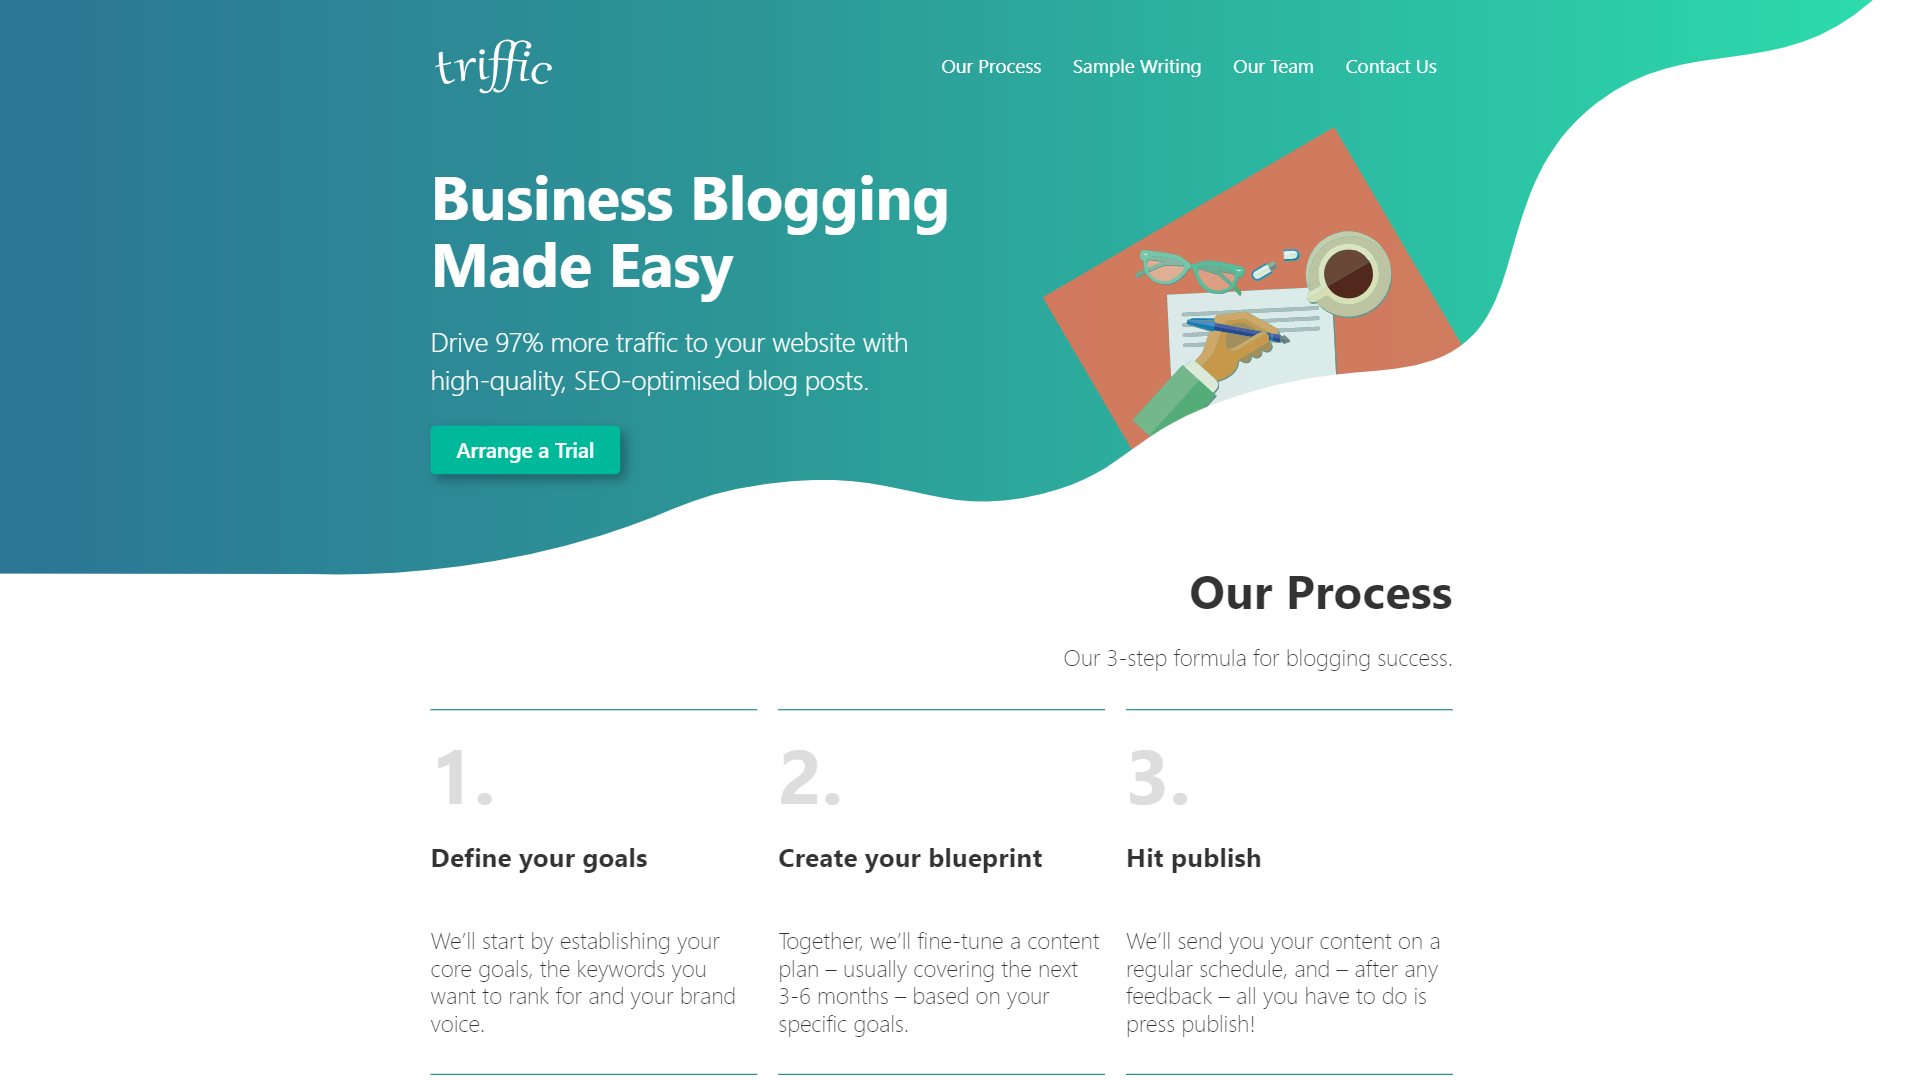 triffic
Our Process
Sample Writing
Our Team
Contact Us
Business Blogging
Made Easy
Drive 97% more traffic to your website with
high-quality, SEO-optimised blog posts.
Arrange a Trial
Our Process
Our 3-step formula for blogging success.
1.
Define your goals
We’ll start by establishing your
core goals, the keywords you
want to rank for and your brand
voice.
2.
Create your blueprint
Together, we’ll fine-tune a content
plan – usually covering the next
3-6 months – based on your
specific goals.
3.
Hit publish
We’ll send you your content on a
regular schedule, and – after any
feedback – all you have to do is
press publish!